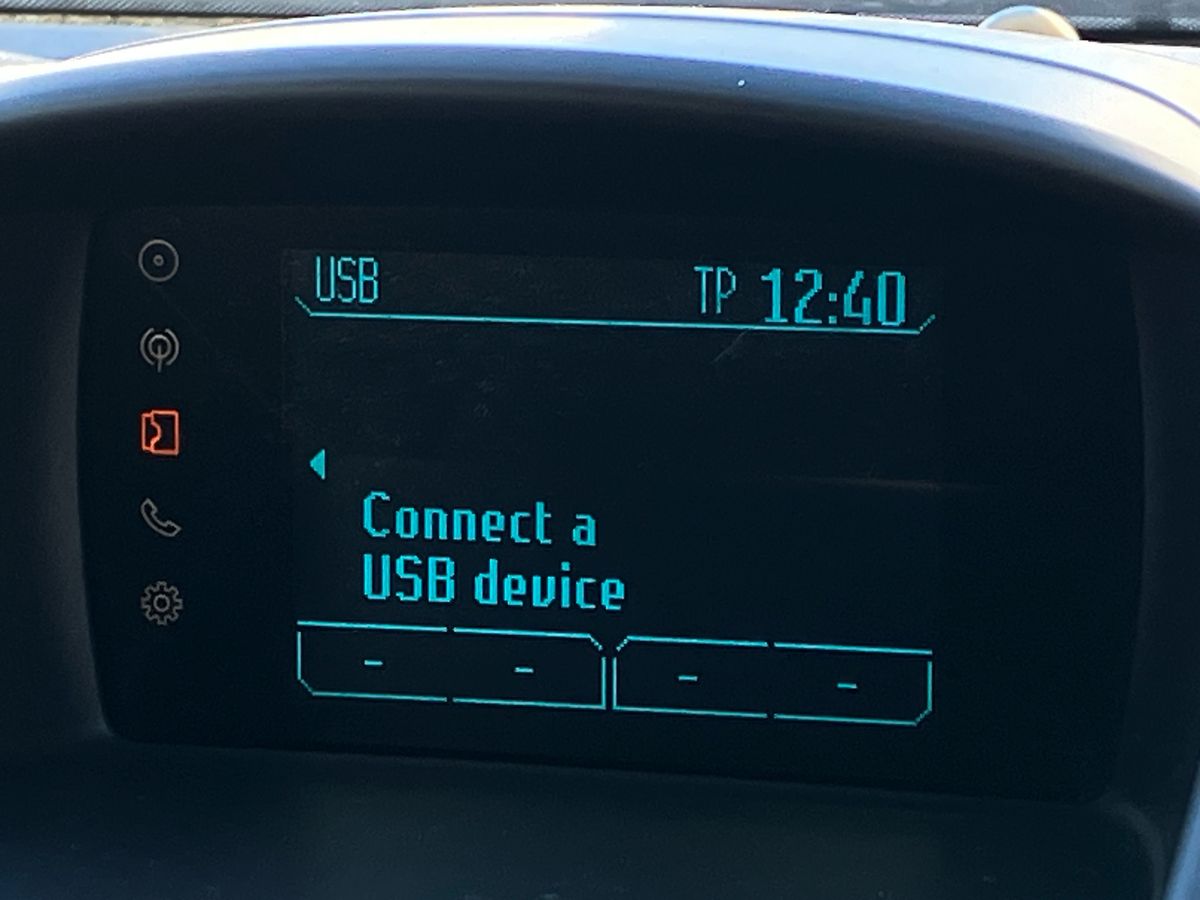 USB TP 12:40
Connect a
USB device
- - - -